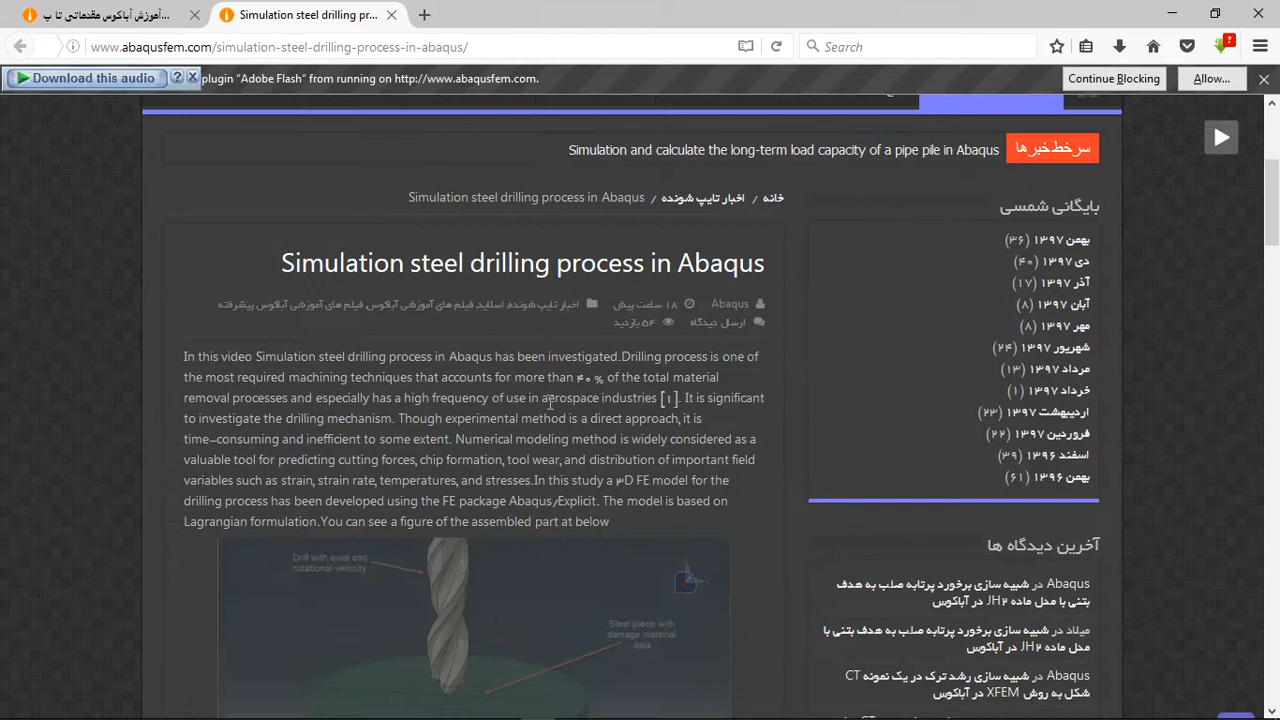 آموزش آباکوس مقدماتی تا پ...
Simulation steel drilling pr...
www.abaqusfem.com/simulation-steel-drilling-process-in-abaqus/
Search
Download this audio
?
plugin "Adobe Flash" from running on http://www.abaqusfem.com.
Continue Blocking
Allow...
سرخط خبرها
Simulation and calculate the long-term load capacity of a pipe pile in Abaqus
خانه / اخبار تایپ شونده / Simulation steel drilling process in Abaqus
Simulation steel drilling process in Abaqus
Abaqus
۱۸ ساعت پیش
اخبار تایپ شونده, اسلاید, فیلم های آموزشی آباکوس, فیلم های آموزشی آباکوس پیشرفته
ارسال دیدگاه
۵۴ بازدید
In this video Simulation steel drilling process in Abaqus has been investigated.Drilling process is one of
the most required machining techniques that accounts for more than ۴۰ % of the total material
removal processes and especially has a high frequency of use in aerospace industries [۱]. It is significant
to investigate the drilling mechanism. Though experimental method is a direct approach, it is
time-consuming and inefficient to some extent. Numerical modeling method is widely considered as a
valuable tool for predicting cutting forces, chip formation, tool wear, and distribution of important field
variables such as strain, strain rate, temperatures, and stresses.In this study a ۳D FE model for the
drilling process has been developed using the FE package Abaqus/Explicit. The model is based on
Lagrangian formulation.You can see a figure of the assembled part at below
Drill with axial and
rotational velocity
Steel piece with
damage material
data
بایگانی شمسی
بهمن ۱۳۹۷ (۳۶)
دی ۱۳۹۷ (۴۰)
آذر ۱۳۹۷ (۱۷)
آبان ۱۳۹۷ (۸)
مهر ۱۳۹۷ (۸)
شهریور ۱۳۹۷ (۲۴)
مرداد ۱۳۹۷ (۱۳)
خرداد ۱۳۹۷ (۱)
اردیبهشت ۱۳۹۷ (۲۳)
فروردین ۱۳۹۷ (۲۲)
اسفند ۱۳۹۶ (۳۹)
بهمن ۱۳۹۶ (۶۱)
آخرین دیدگاه ها
Abaqus در شبیه سازی برخورد پرتابه صلب به هدف
بتنی با مدل ماده JH۲ در آباکوس
میلاد در شبیه سازی برخورد پرتابه صلب به هدف بتنی با
مدل ماده JH۲ در آباکوس
Abaqus در شبیه سازی رشد ترک در یک نمونه CT
شکل به روش XFEM در آباکوس